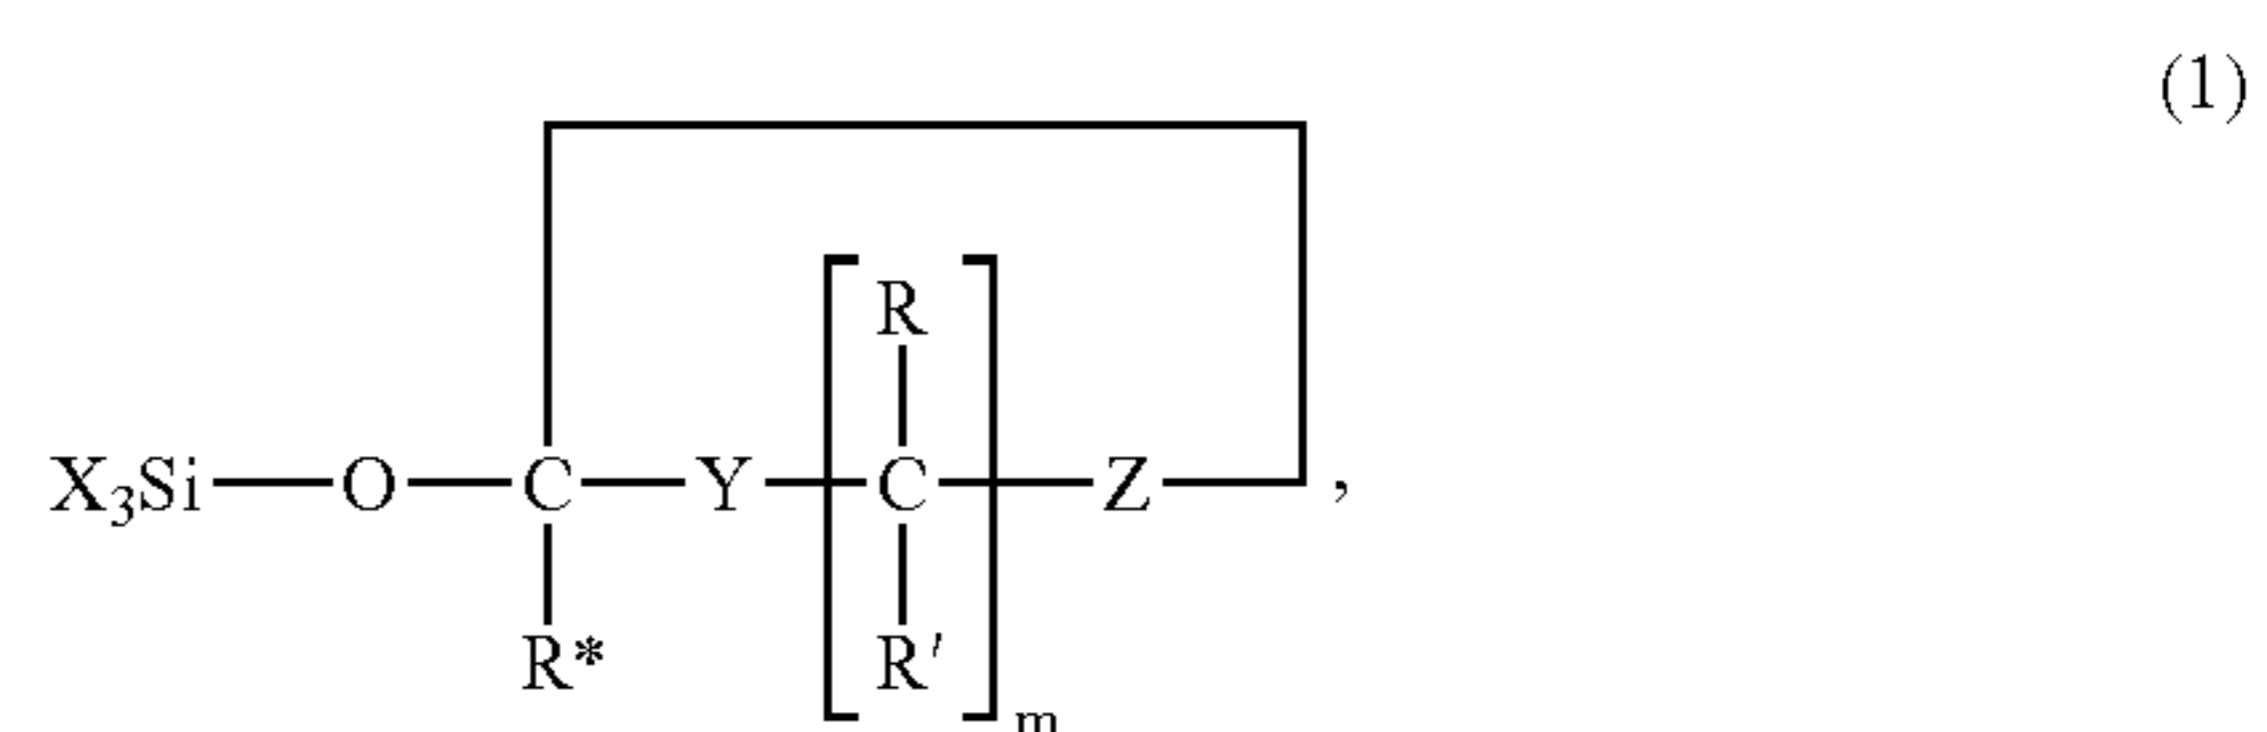 (1)
R
X3Si—O—C—Y—C—Z—,
R* R′
m